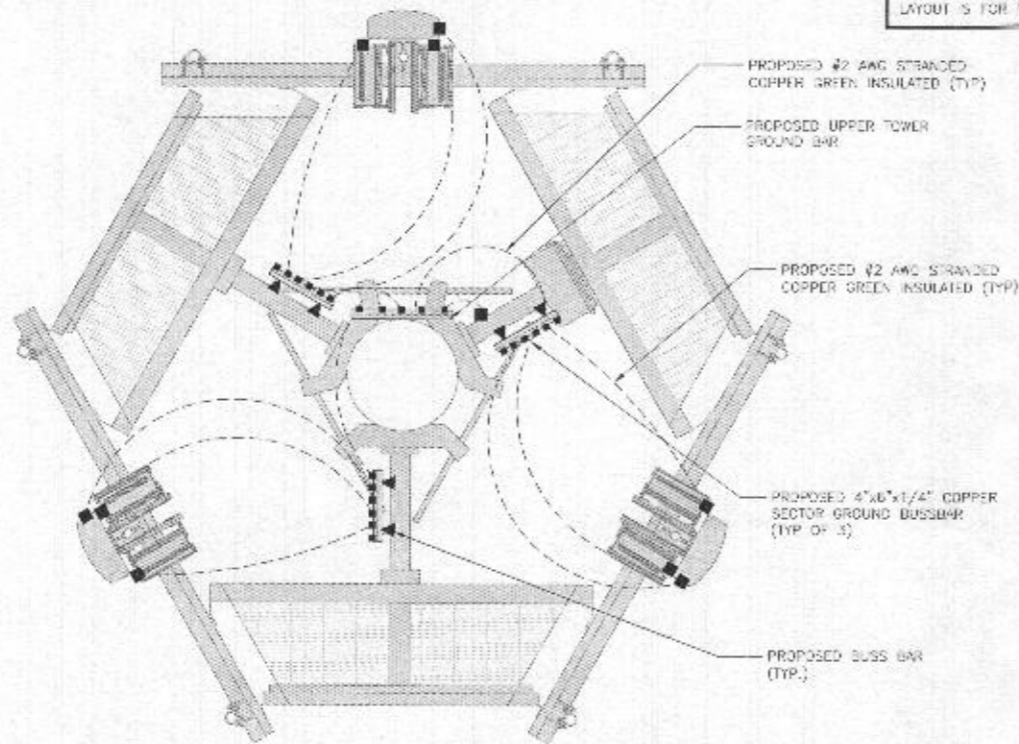 LAYOUT IS FOR
PROPOSED #2 AWG STRANDED
COPPER GREEN INSULATED (TYP)
PROPOSED UPPER TOWER
GROUND BAR
PROPOSED #2 AWG STRANDED
COPPER GREEN INSULATED (TYP)
PROPOSED 4"x6"x1/4" COPPER
SECTOR GROUND BUSSBAR
(TYP OF 3)
PROPOSED BUSS BAR
(TYP.)